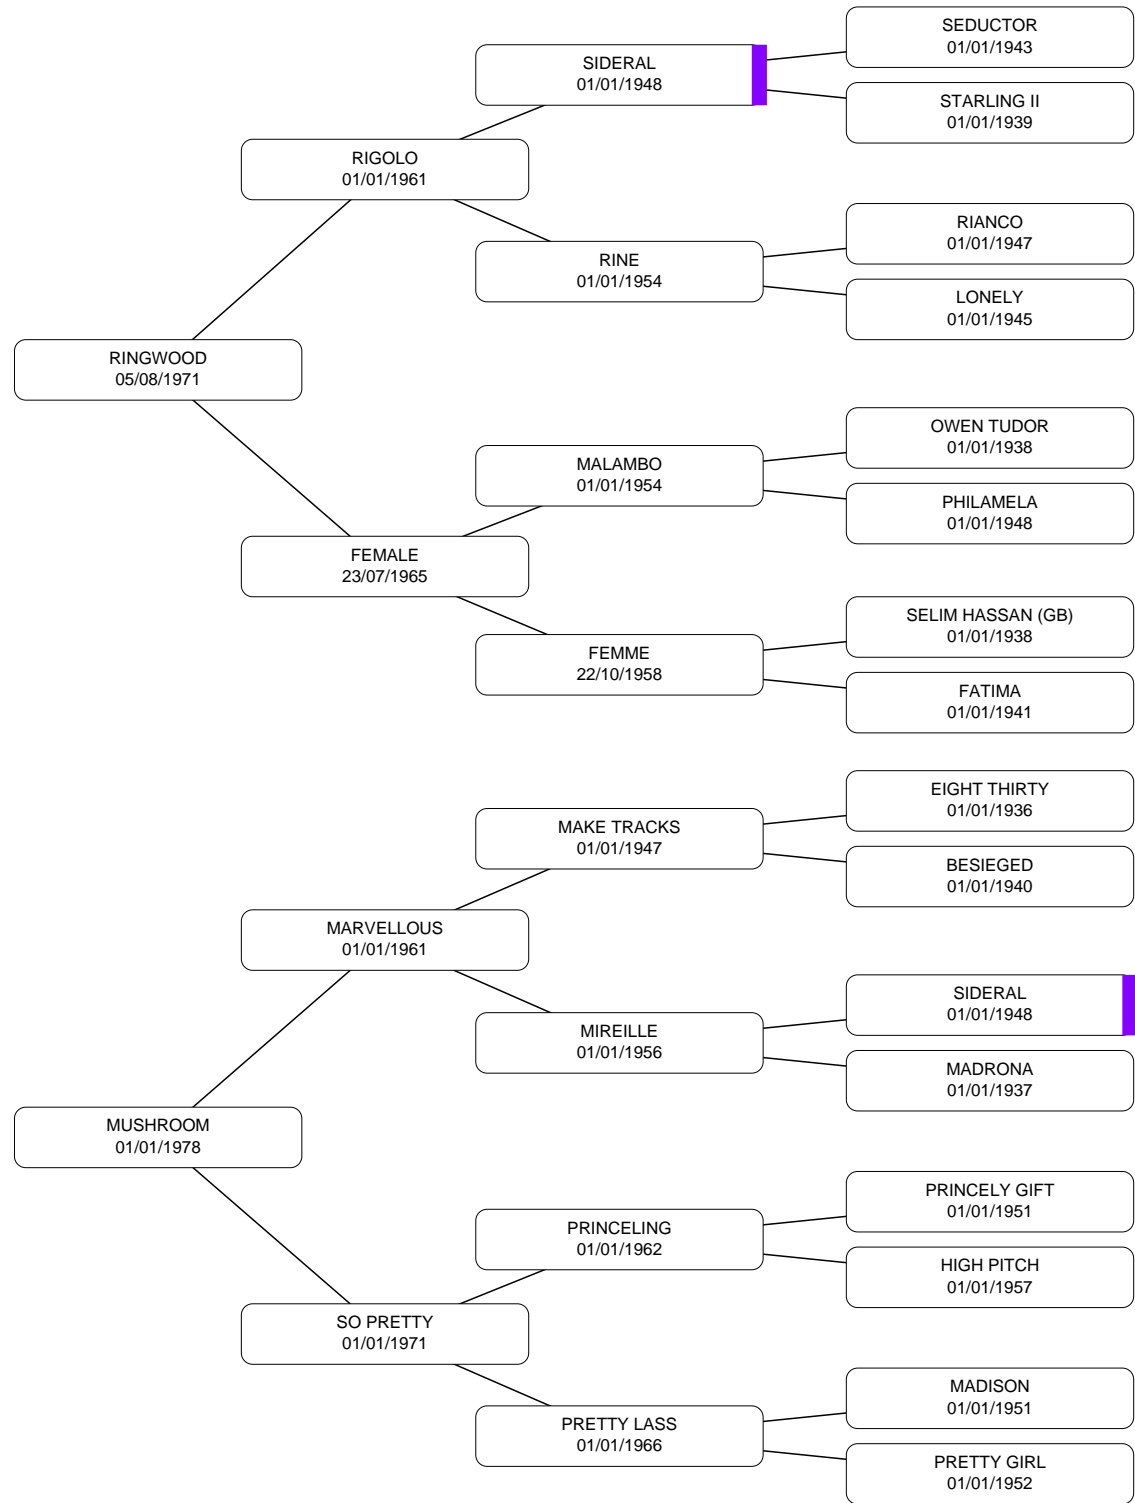 SEDUCTOR
01/01/1943
SIDERAL
01/01/1948
STARLING II
01/01/1939
RIGOLO
01/01/1961
RIANCO
01/01/1947
RINE
01/01/1954
LONELY
01/01/1945
RINGWOOD
05/08/1971
OWEN TUDOR
01/01/1938
MALAMBO
01/01/1954
PHILAMELA
01/01/1948
FEMALE
23/07/1965
SELIM HASSAN (GB)
01/01/1938
FEMME
22/10/1958
FATIMA
01/01/1941
EIGHT THIRTY
01/01/1936
MAKE TRACKS
01/01/1947
BESIEGED
01/01/1940
MARVELLOUS
01/01/1961
SIDERAL
01/01/1948
MIREILLE
01/01/1956
MADRONA
01/01/1937
MUSHROOM
01/01/1978
PRINCELY GIFT
01/01/1951
PRINCELING
01/01/1962
HIGH PITCH
01/01/1957
SO PRETTY
01/01/1971
MADISON
01/01/1951
PRETTY LASS
01/01/1966
PRETTY GIRL
01/01/1952